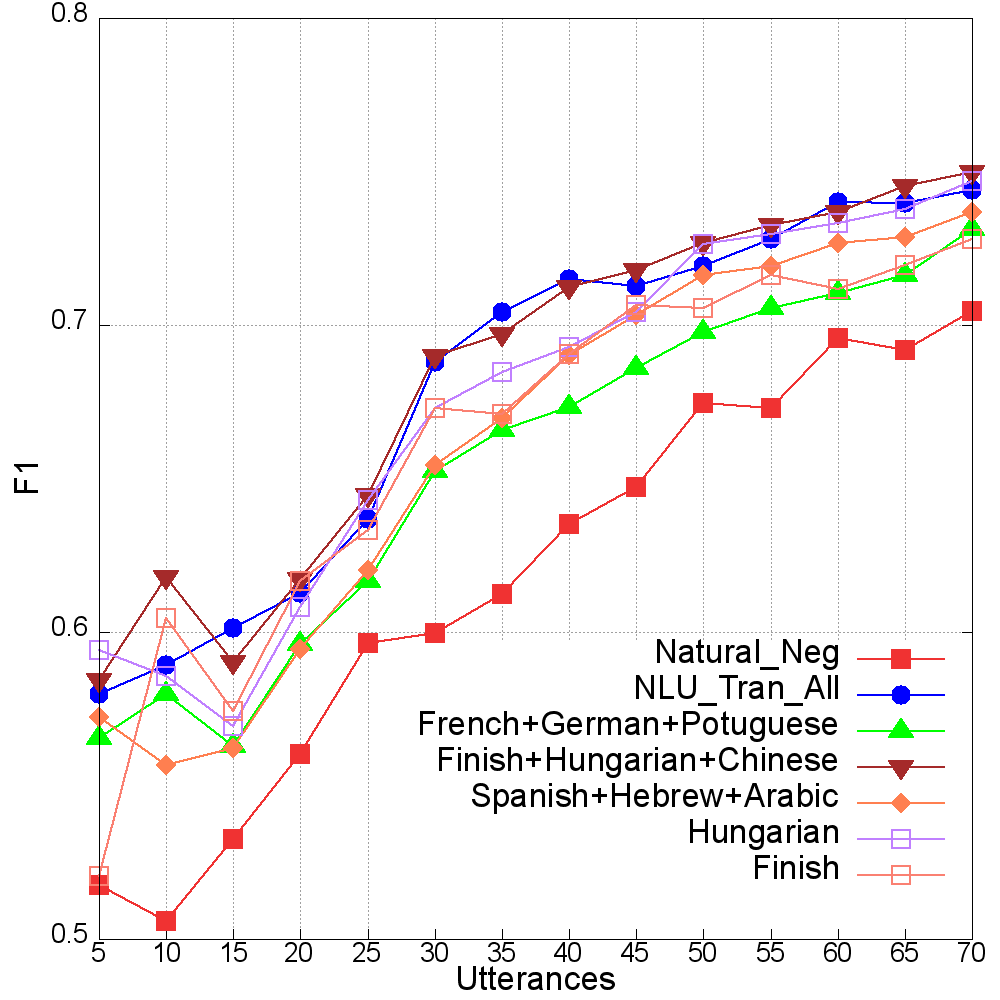 0.8
0.7
0.6
0.5
F1
5 10 15 20 25 30 35 40 45 50 55 60 65 70
Utterances
Natural_Neg
NLU_Tran_All
French+German+Potuguese
Finish+Hungarian+Chinese
Spanish+Hebrew+Arabic
Hungarian
Finish